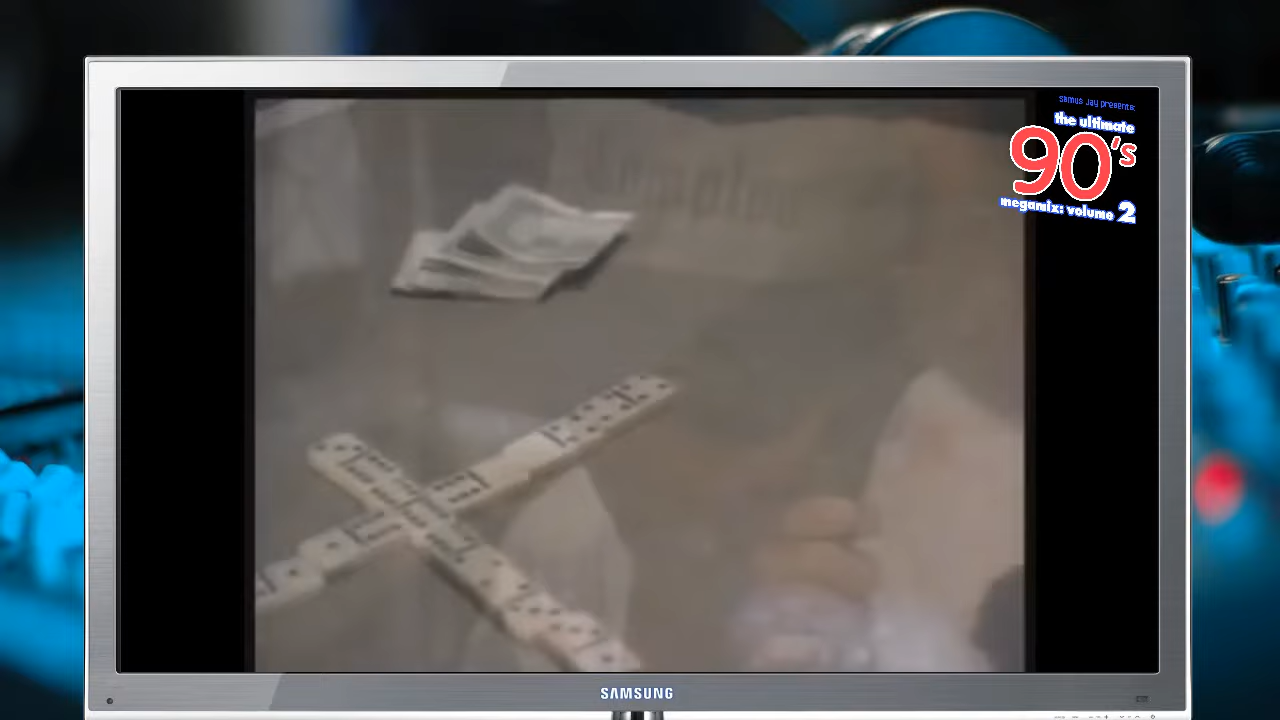 samus Jay presents:
the ultimate
90's
megamix: volume 2
SAMSUNG